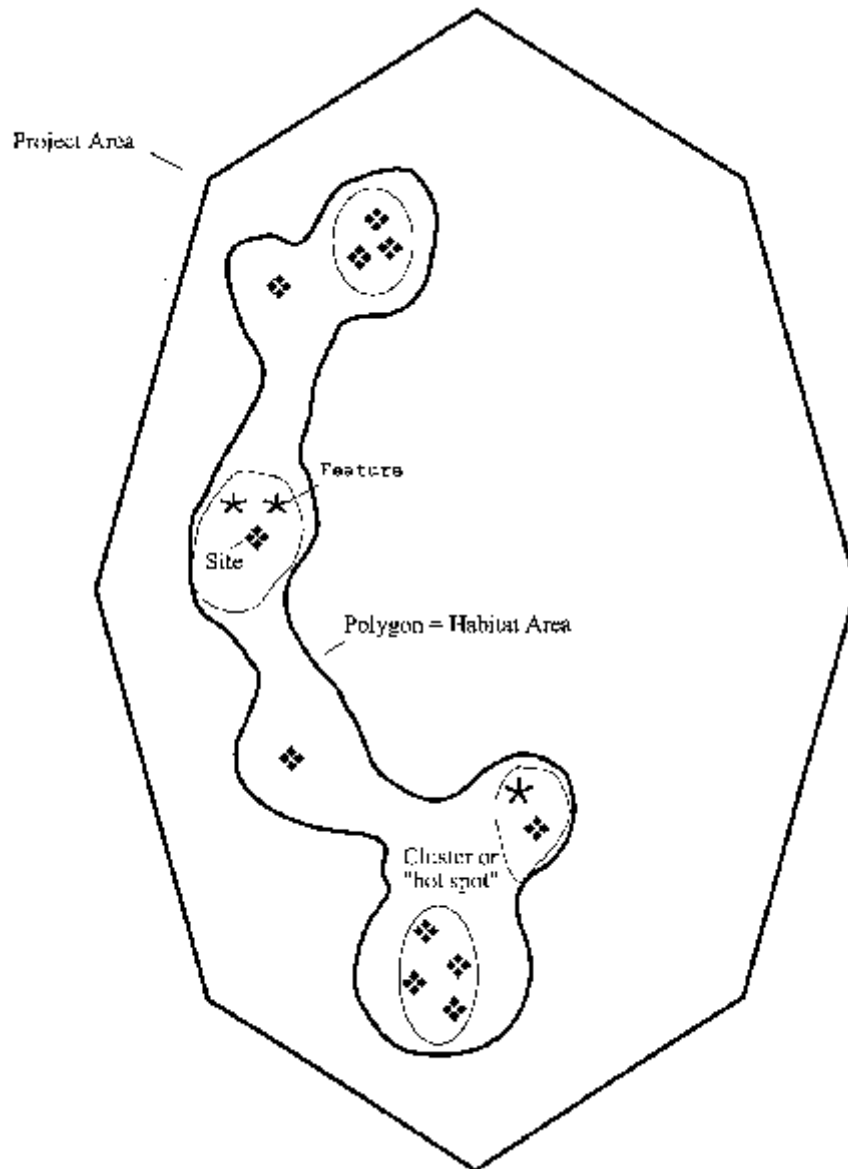 Project Area
Feature
Site
Polygon = Habitat Area
Cluster or
"hot spot"